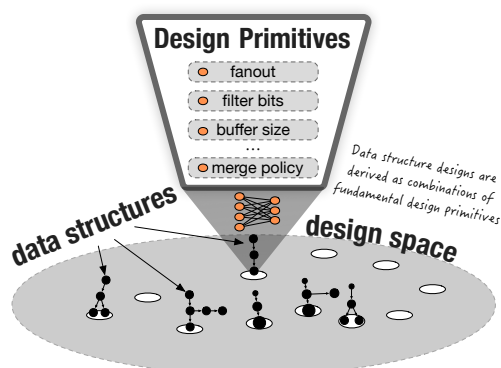 Design Primitives
fanout
filter bits
buffer size
...
merge policy
Data structure designs are
derived as combinations of
fundamental design primitives
data structures
design space